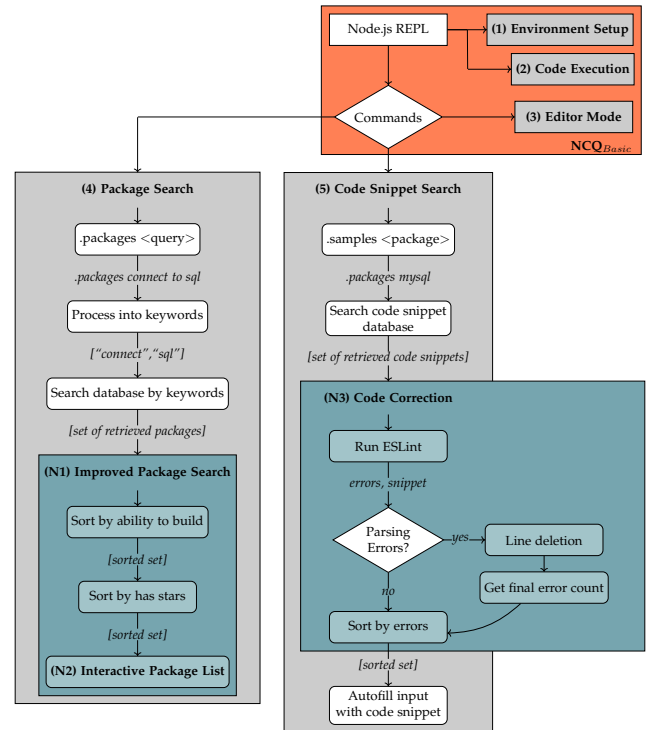 Node.js REPL
(1) Environment Setup
(2) Code Execution
Commands
(3) Editor Mode
NCQBasic
(4) Package Search
.packages <query>
.packages connect to sql
Process into keywords
[“connect”,“sql”]
Search database by keywords
[set of retrieved packages]
(N1) Improved Package Search
Sort by ability to build
[sorted set]
Sort by has stars
[sorted set]
(N2) Interactive Package List
(5) Code Snippet Search
.samples <package>
.packages mysql
Search code snippet
database
[set of retrieved code snippets]
(N3) Code Correction
Run ESLint
errors, snippet
Parsing
Errors?
yes
Line deletion
Get final error count
no
Sort by errors
[sorted set]
Autofill input
with code snippet